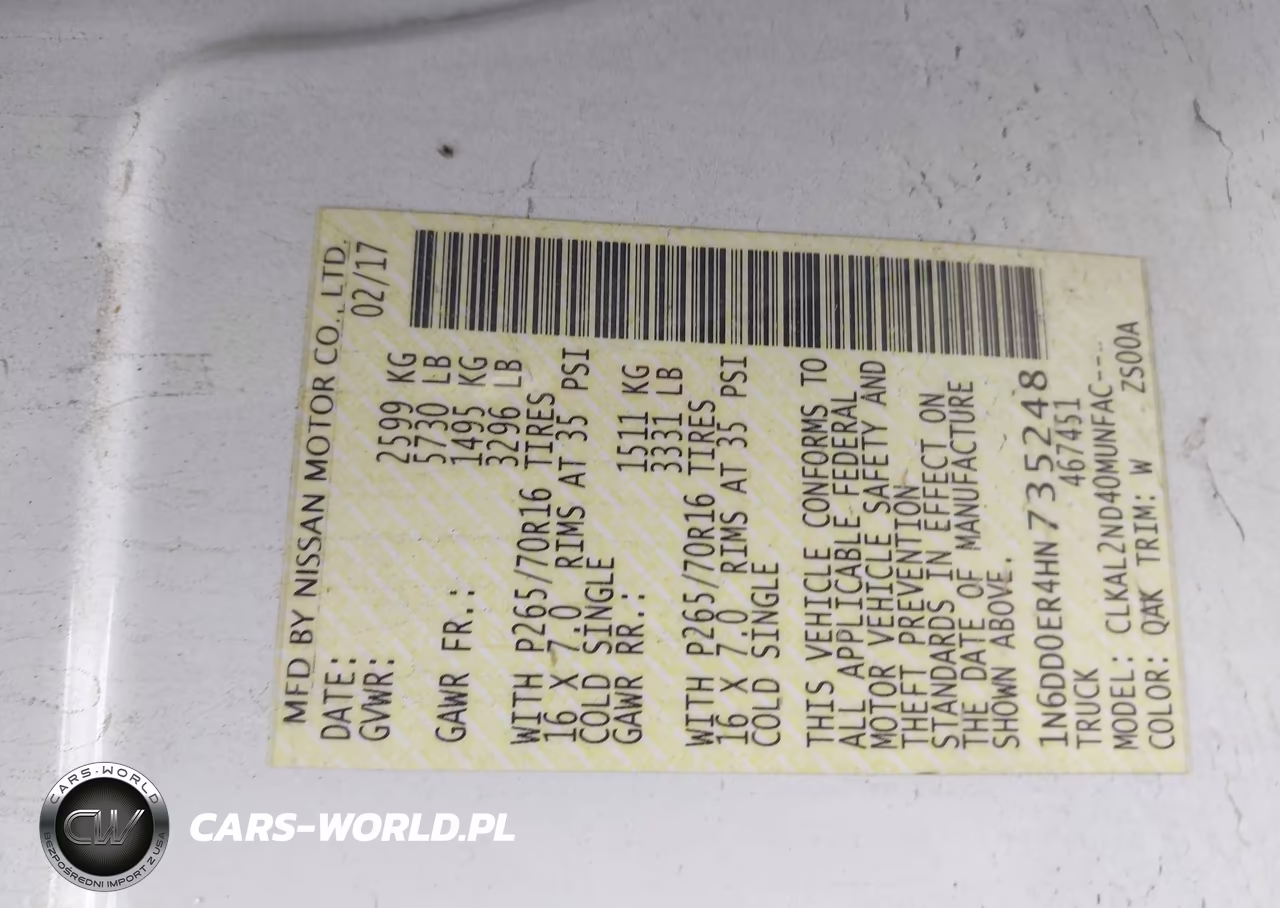 MFD BY NISSAN MOTOR CO., LTD.
DATE: 02/17
GVWR: 2599 KG
5730 LB
GAWR FR.: 1495 KG
3296 LB
WITH P265/70R16 TIRES
16 X 7.0 RIMS AT 35 PSI
COLD SINGLE
GAWR RR.: 1511 KG
3331 LB
WITH P265/70R16 TIRES
16 X 7.0 RIMS AT 35 PSI
COLD SINGLE
THIS VEHICLE CONFORMS TO
ALL APPLICABLE FEDERAL
MOTOR VEHICLE SAFETY AND
THEFT PREVENTION
STANDARDS IN EFFECT ON
THE DATE OF MANUFACTURE
SHOWN ABOVE.
1N6DD0ER4HN735248
TRUCK 467451
MODEL: CLKAL2ND40MUNFAC---
COLOR: QAK TRIM: W ZS00A
CARS-WORLD
CW
BEZPOŚREDNI IMPORT Z USA
CARS-WORLD.PL